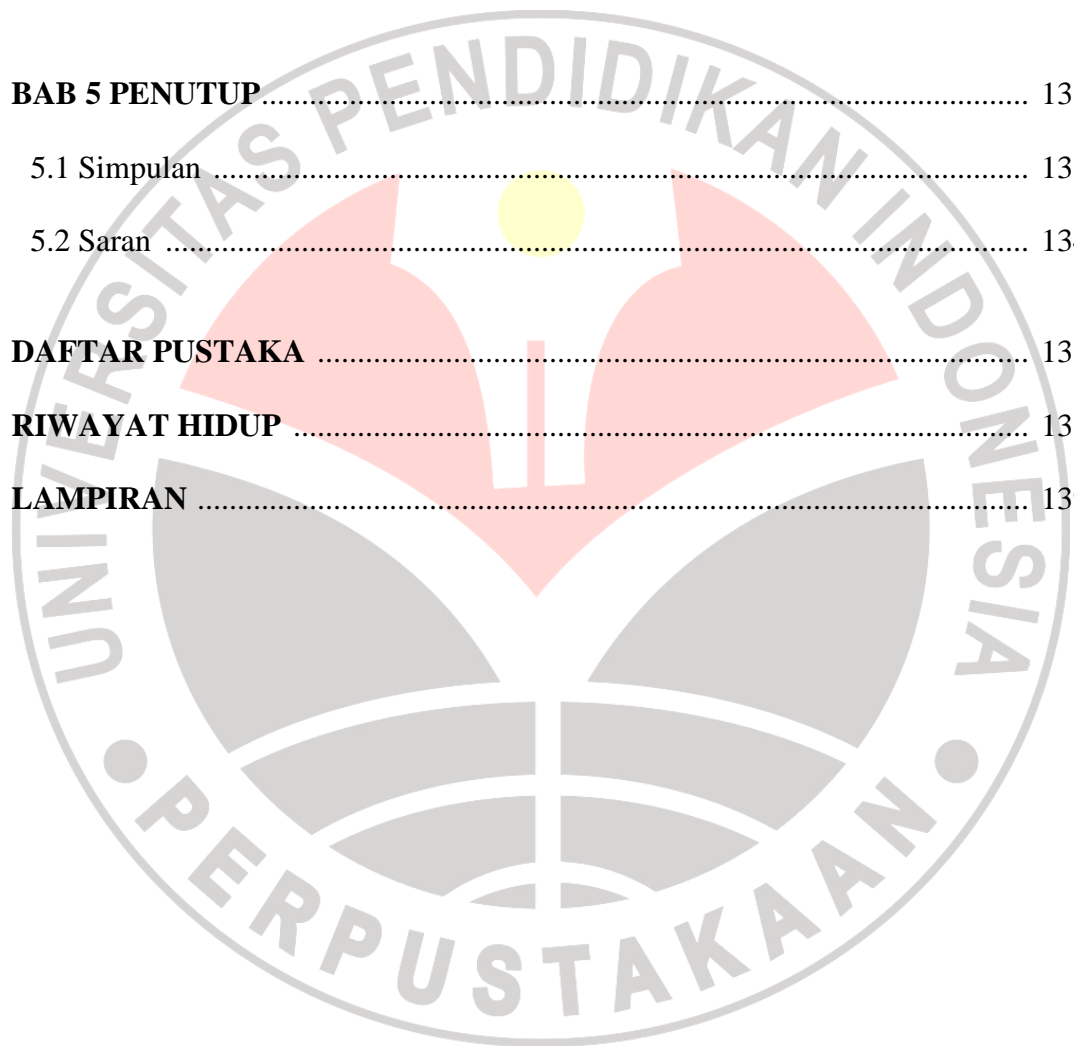 BAB 5 PENUTUP.......................................................................................... 13
5.1 Simpulan ................................................................................................ 13
5.2 Saran ...................................................................................................... 13
DAFTAR PUSTAKA .................................................................................... 13
RIWAYAT HIDUP ....................................................................................... 13
LAMPIRAN .................................................................................................. 13
UNIVERSITAS PENDIDIKAN INDONESIA
PERPUSTAKAAN